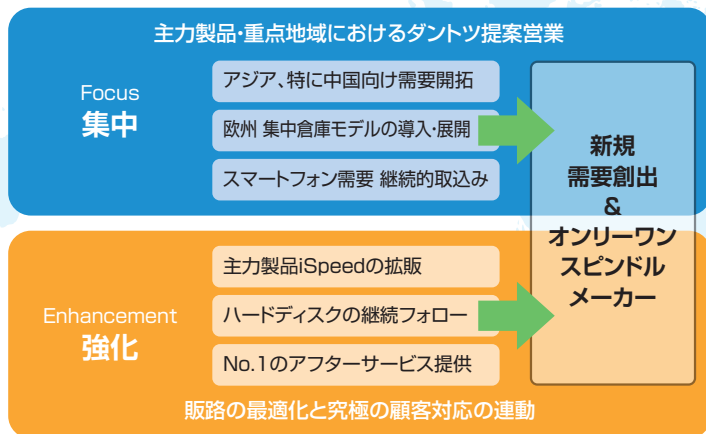 主力製品・重点地域におけるダントツ提案営業
Focus
集中
アジア、特に中国向け需要開拓
欧州 集中倉庫モデルの導入・展開
スマートフォン需要 継続的取込み
新規
需要創出
&
オンリーワン
スピンドル
メーカー
Enhancement
強化
主力製品iSpeedの拡販
ハードディスクの継続フォロー
No.1のアフターサービス提供
販路の最適化と究極の顧客対応の連動